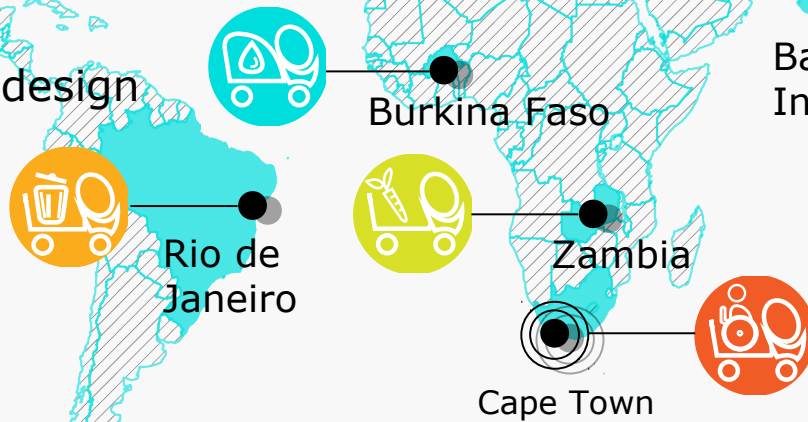 design
Burkina Faso
Rio de
Janeiro
Zambia
Cape Town